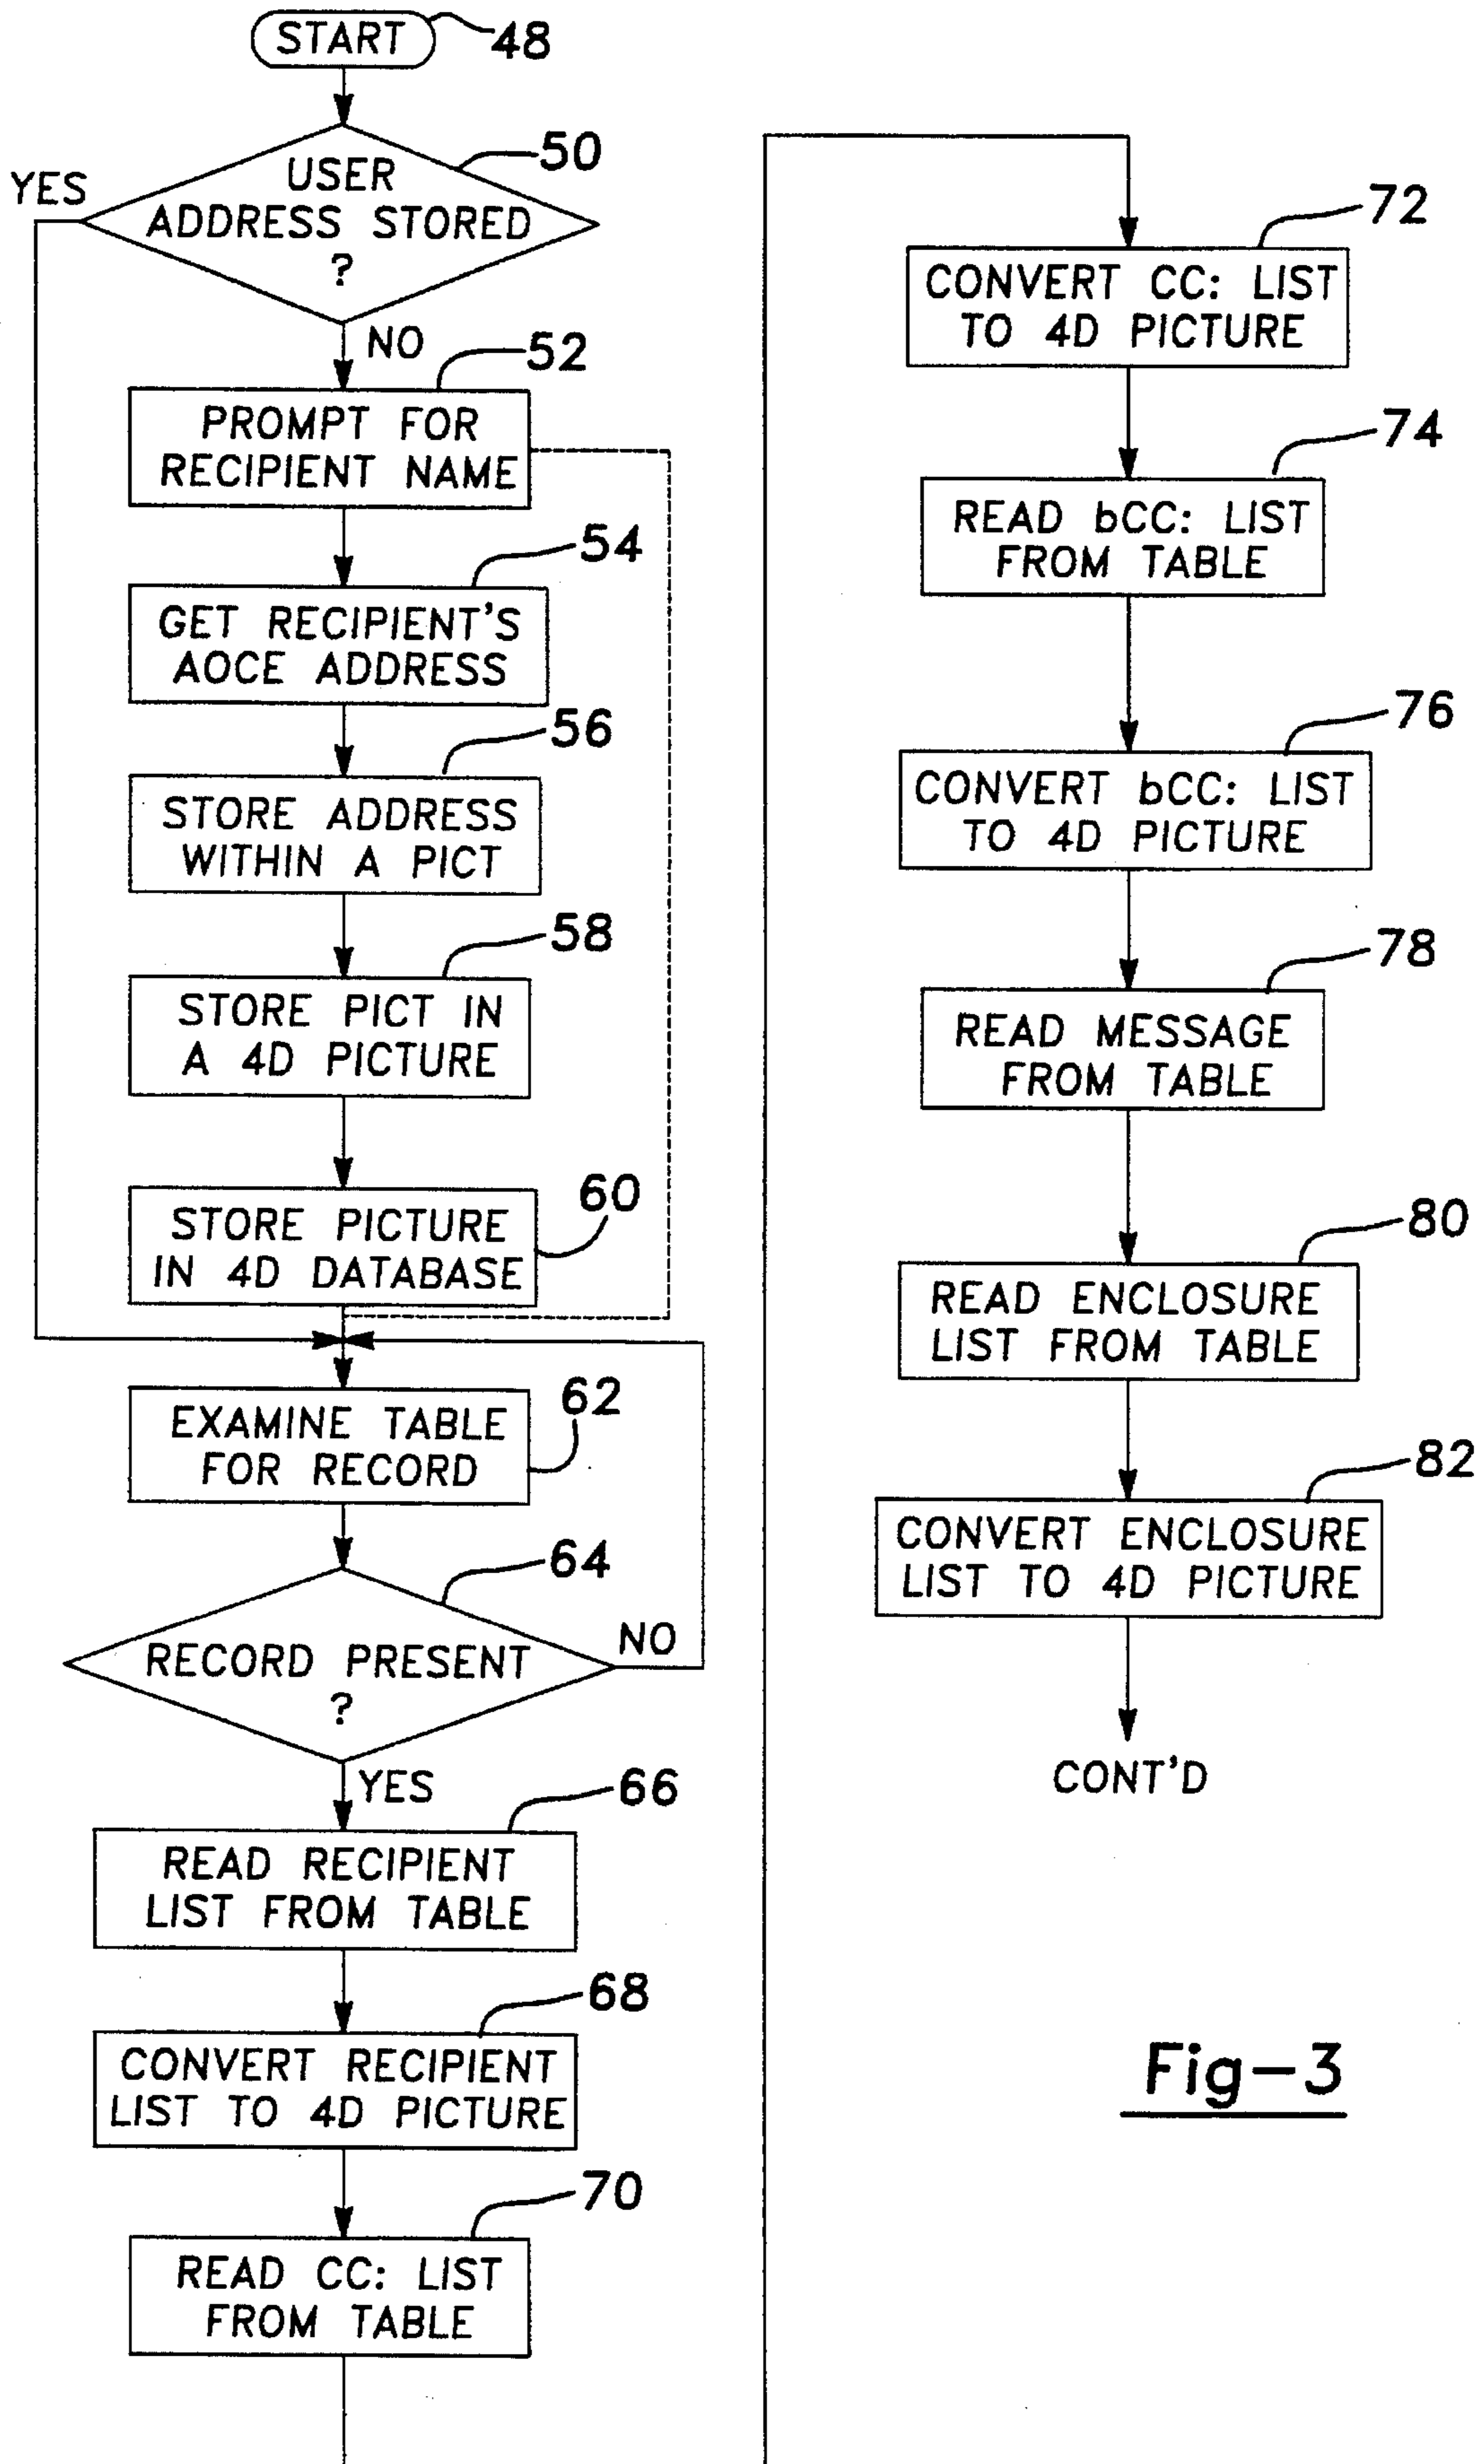 START
48
50
YES
USER
ADDRESS STORED
?
NO
52
PROMPT FOR
RECIPIENT NAME
54
GET RECIPIENT'S
AOCE ADDRESS
56
STORE ADDRESS
WITHIN A PICT
58
STORE PICT IN
A 4D PICTURE
60
STORE PICTURE
IN 4D DATABASE
62
EXAMINE TABLE
FOR RECORD
64
RECORD PRESENT
?
NO
YES
66
READ RECIPIENT
LIST FROM TABLE
68
CONVERT RECIPIENT
LIST TO 4D PICTURE
70
READ CC: LIST
FROM TABLE
72
CONVERT CC: LIST
TO 4D PICTURE
74
READ bCC: LIST
FROM TABLE
76
CONVERT bCC: LIST
TO 4D PICTURE
78
READ MESSAGE
FROM TABLE
80
READ ENCLOSURE
LIST FROM TABLE
82
CONVERT ENCLOSURE
LIST TO 4D PICTURE
CONT'D
Fig-3